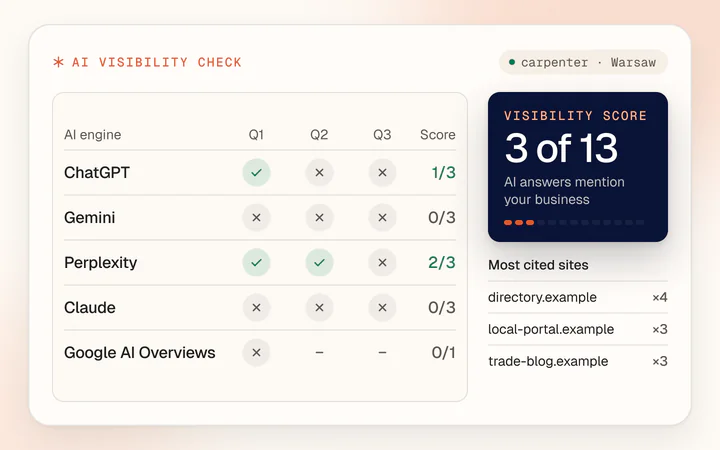 AI VISIBILITY CHECK
carpenter · Warsaw
AI engine Q1 Q2 Q3 Score
ChatGPT ✓ × × 1/3
Gemini × × × 0/3
Perplexity ✓ ✓ × 2/3
Claude × × × 0/3
Google AI Overviews × – – 0/1
VISIBILITY SCORE
3 of 13
AI answers mention
your business
Most cited sites
directory.example ×4
local-portal.example ×3
trade-blog.example ×3